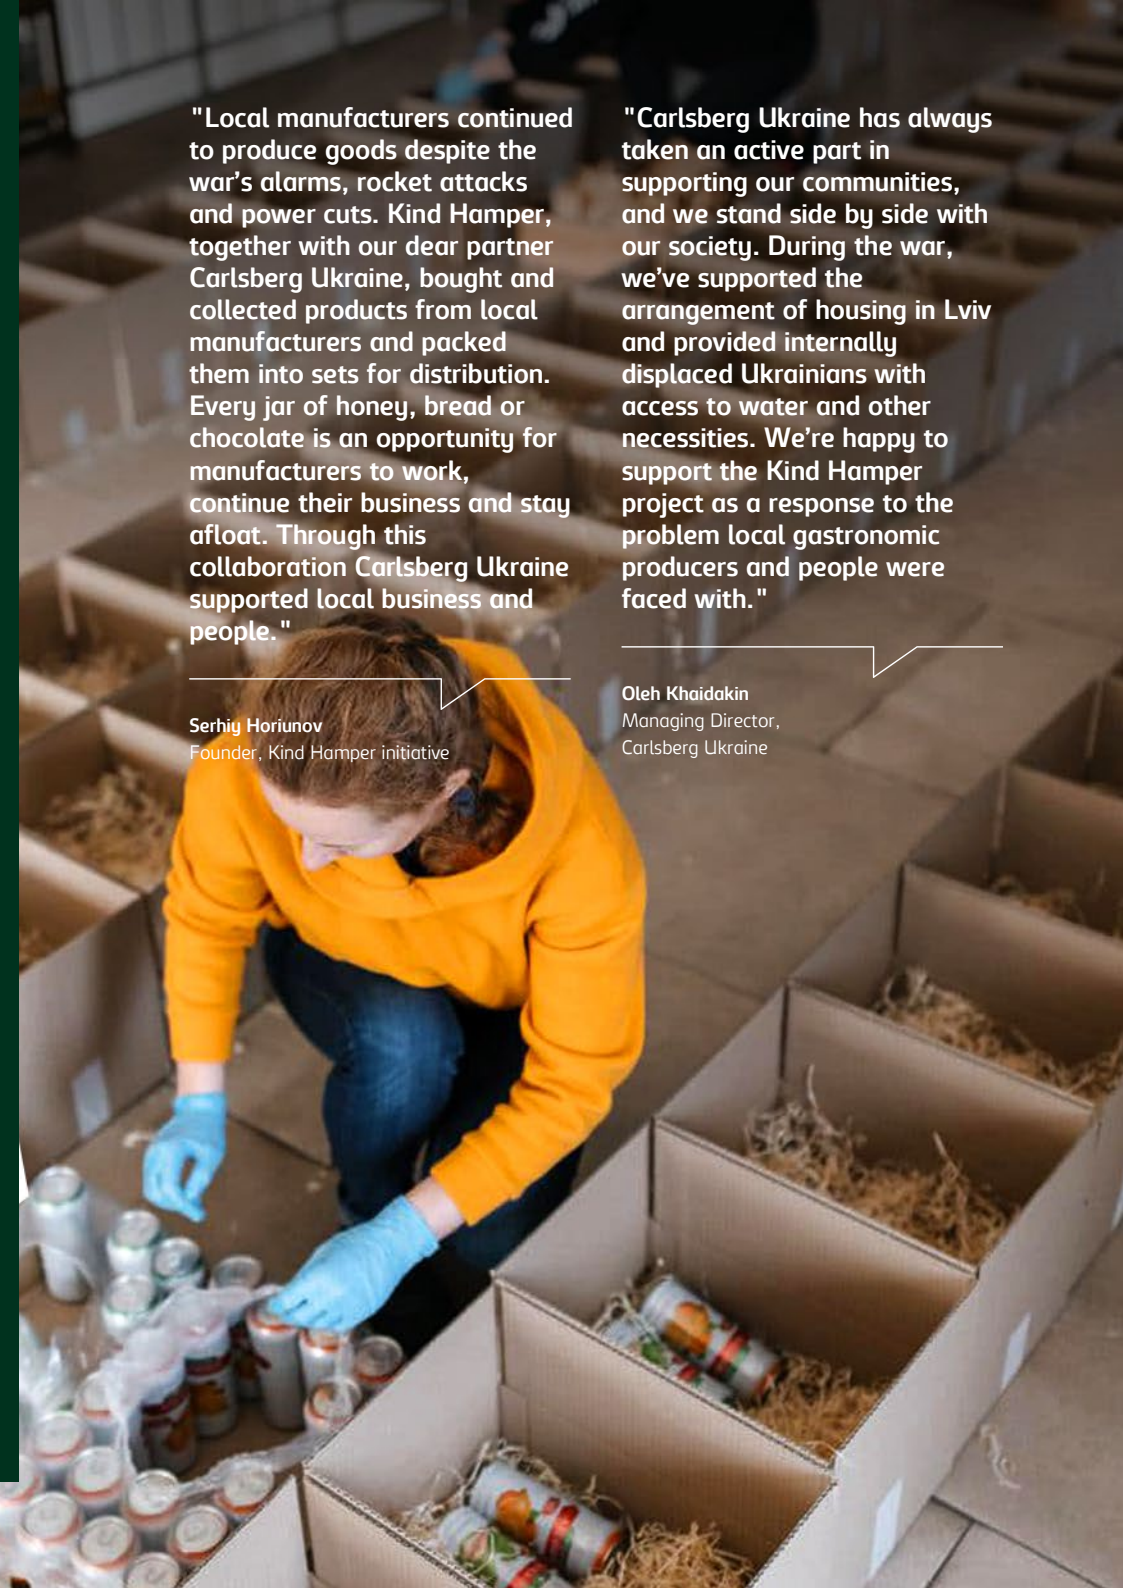 "Local manufacturers continued
to produce goods despite the
war's alarms, rocket attacks
and power cuts. Kind Hamper,
together with our dear partner
Carlsberg Ukraine, bought and
collected products from local
manufacturers and packed
them into sets for distribution.
Every jar of honey, bread or
chocolate is an opportunity for
manufacturers to work,
continue their business and stay
afloat. Through this
collaboration Carlsberg Ukraine
supported local business and
people."
Serhiy Horiunov
Founder, Kind Hamper initiative
"Carlsberg Ukraine has always
taken an active part in
supporting our communities,
and we stand side by side with
our society. During the war,
we've supported the
arrangement of housing in Lviv
and provided internally
displaced Ukrainians with
access to water and other
necessities. We're happy to
support the Kind Hamper
project as a response to the
problem local gastronomic
producers and people were
faced with."
Oleh Khaidakin
Managing Director,
Carlsberg Ukraine